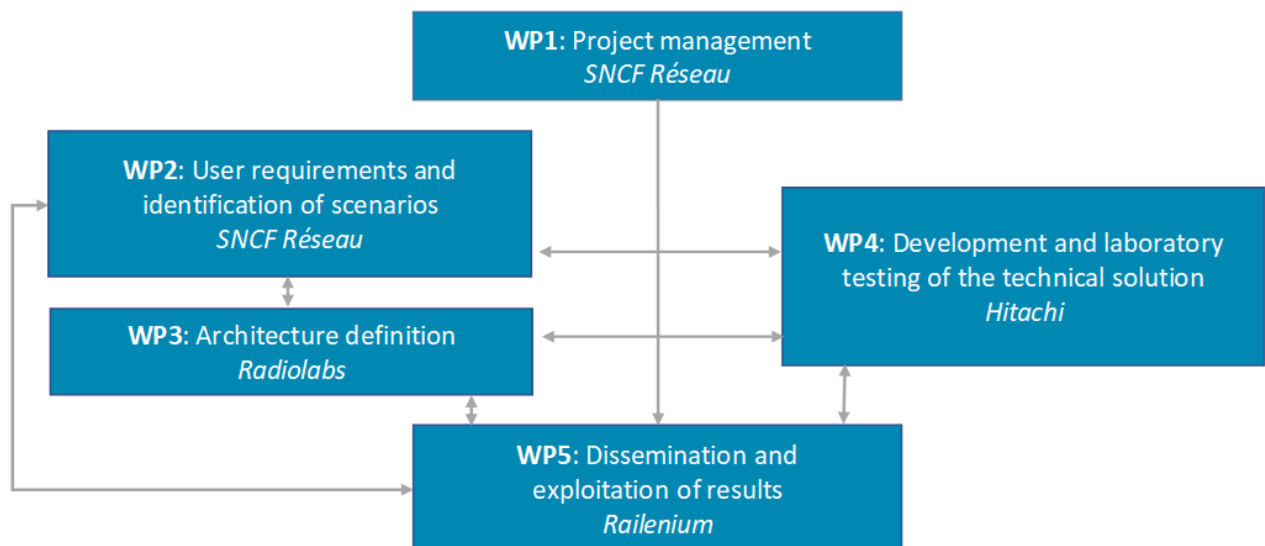 WP1: Project management
SNCF Réseau
WP2: User requirements and
identification of scenarios
SNCF Réseau
WP4: Development and laboratory
testing of the technical solution
Hitachi
WP3: Architecture definition
Radiolabs
WP5: Dissemination and
exploitation of results
Railenium